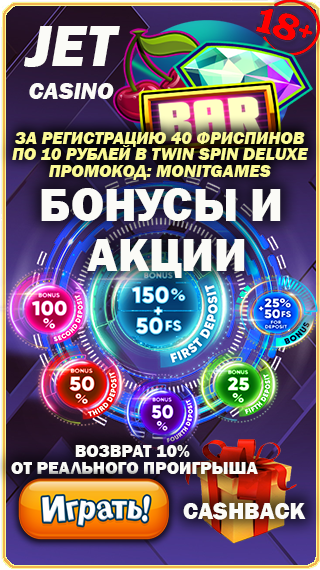 JET
CASINO
18+
BAR
ЗА РЕГИСТРАЦИЮ 40 ФРИСПИНОВ
ПО 10 РУБЛЕЙ В TWIN SPIN DELUXE
ПРОМОКОД: MONITGAMES
БОНУСЫ И
АКЦИИ
BONUS
150%
+
50FS
FIRST DEPOSIT
BONUS
100
%
SECOND DEPOSIT
+25%
50FS
FOR
DEPOSIT
BONUS
BONUS
50
%
THIRD DEPOSIT
BONUS
50
%
FOURTH DEPOSIT
BONUS
25
%
FIFTH DEPOSIT
ВОЗВРАТ 10%
ОТ РЕАЛЬНОГО ПРОИГРЫША
Играть!
CASHBACK